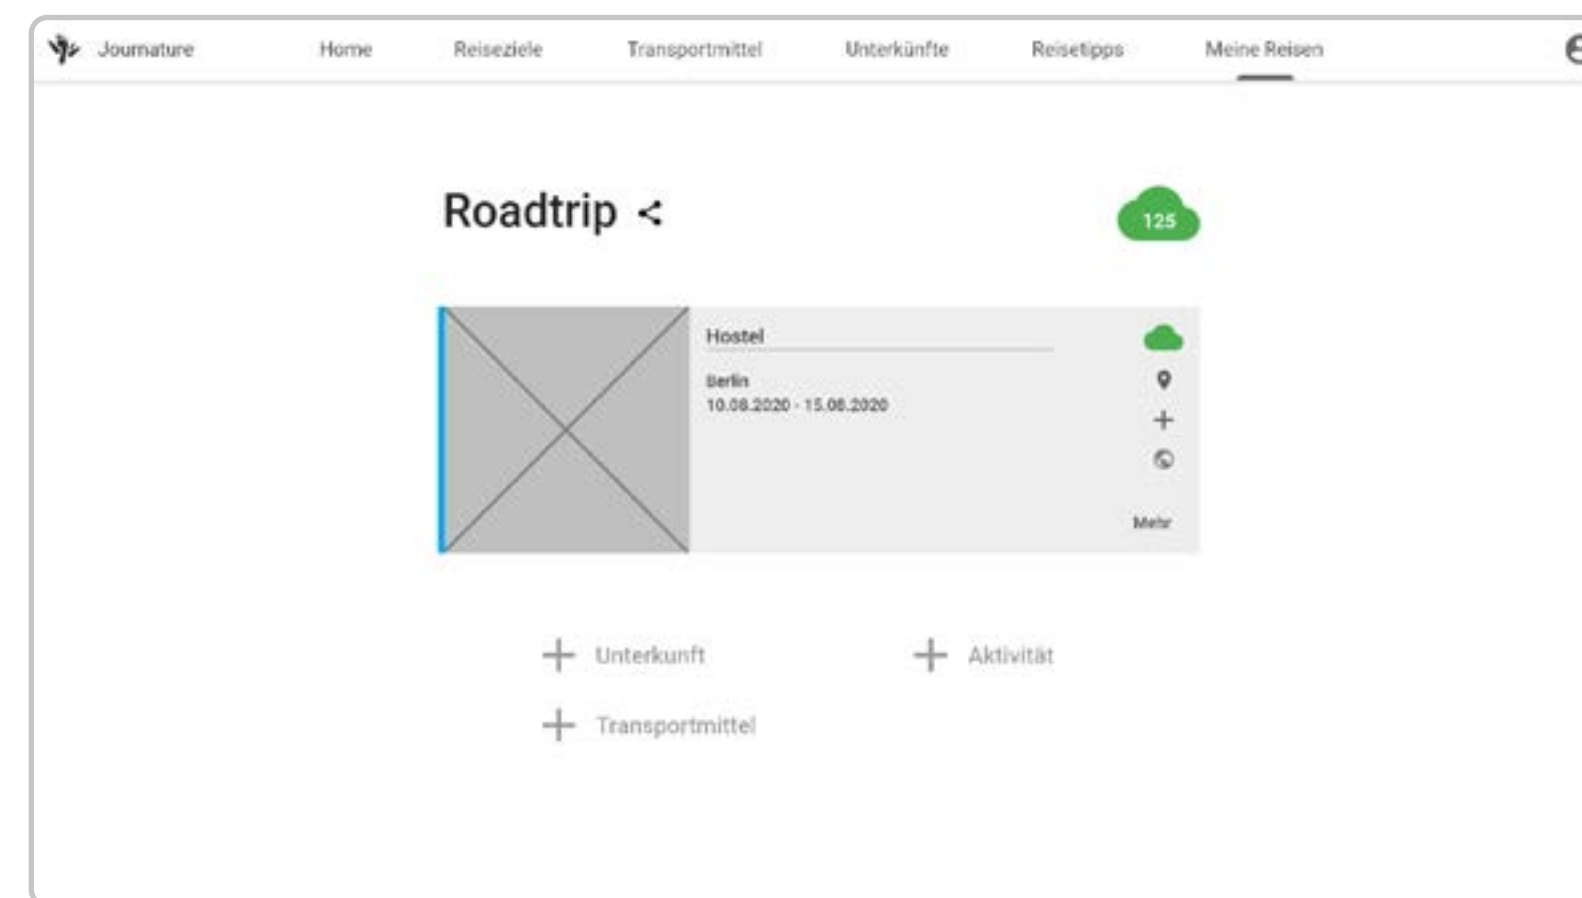 Journature Home Reiseziele Transportmittel Unterkünfte Reisetipps Meine Reisen
Roadtrip
125
Hostel
Berlin
10.08.2020 - 15.08.2020
Mehr
Unterkunft Aktivität
Transportmittel